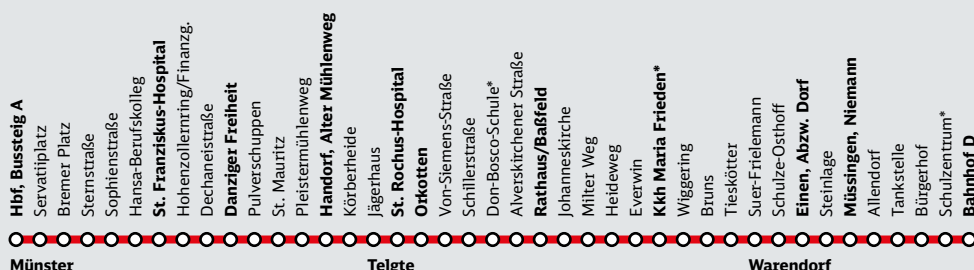 Hbf, Bussteig A
Servatiiplatz
Bremer Platz
Sternstraße
Sophienstraße
Hansa-Berufskolleg
St. Franziskus-Hospital
Hohenzollernring/Finanzg.
Dechaneistraße
Danziger Freiheit
Pulverschuppen
St. Mauritz
Pleistermühlenweg
Handorf, Alter Mühlenweg
Körberheide
Jägerhaus
St. Rochus-Hospital
Orkotten
Von-Siemens-Straße
Schillerstraße
Don-Bosco-Schule*
Alverskirchener Straße
Rathaus/Baßfeld
Johanneskirche
Milter Weg
Heideweg
Everwin
Kkh Maria Frieden*
Wiggering
Bruns
Tieskötter
Suer-Frielemann
Schulze-Osthoff
Einen, Abzw. Dorf
Steinlage
Müssingen, Niemann
Allendorf
Tankstelle
Bürgerhof
Schulzentrum*
Bahnhof D
Münster
Telgte
Warendorf